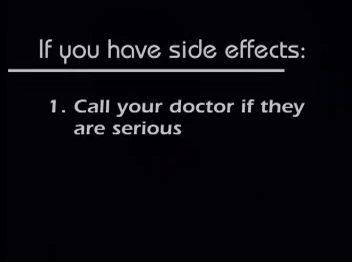 If you have side effects:
1. Call your doctor if they
are serious